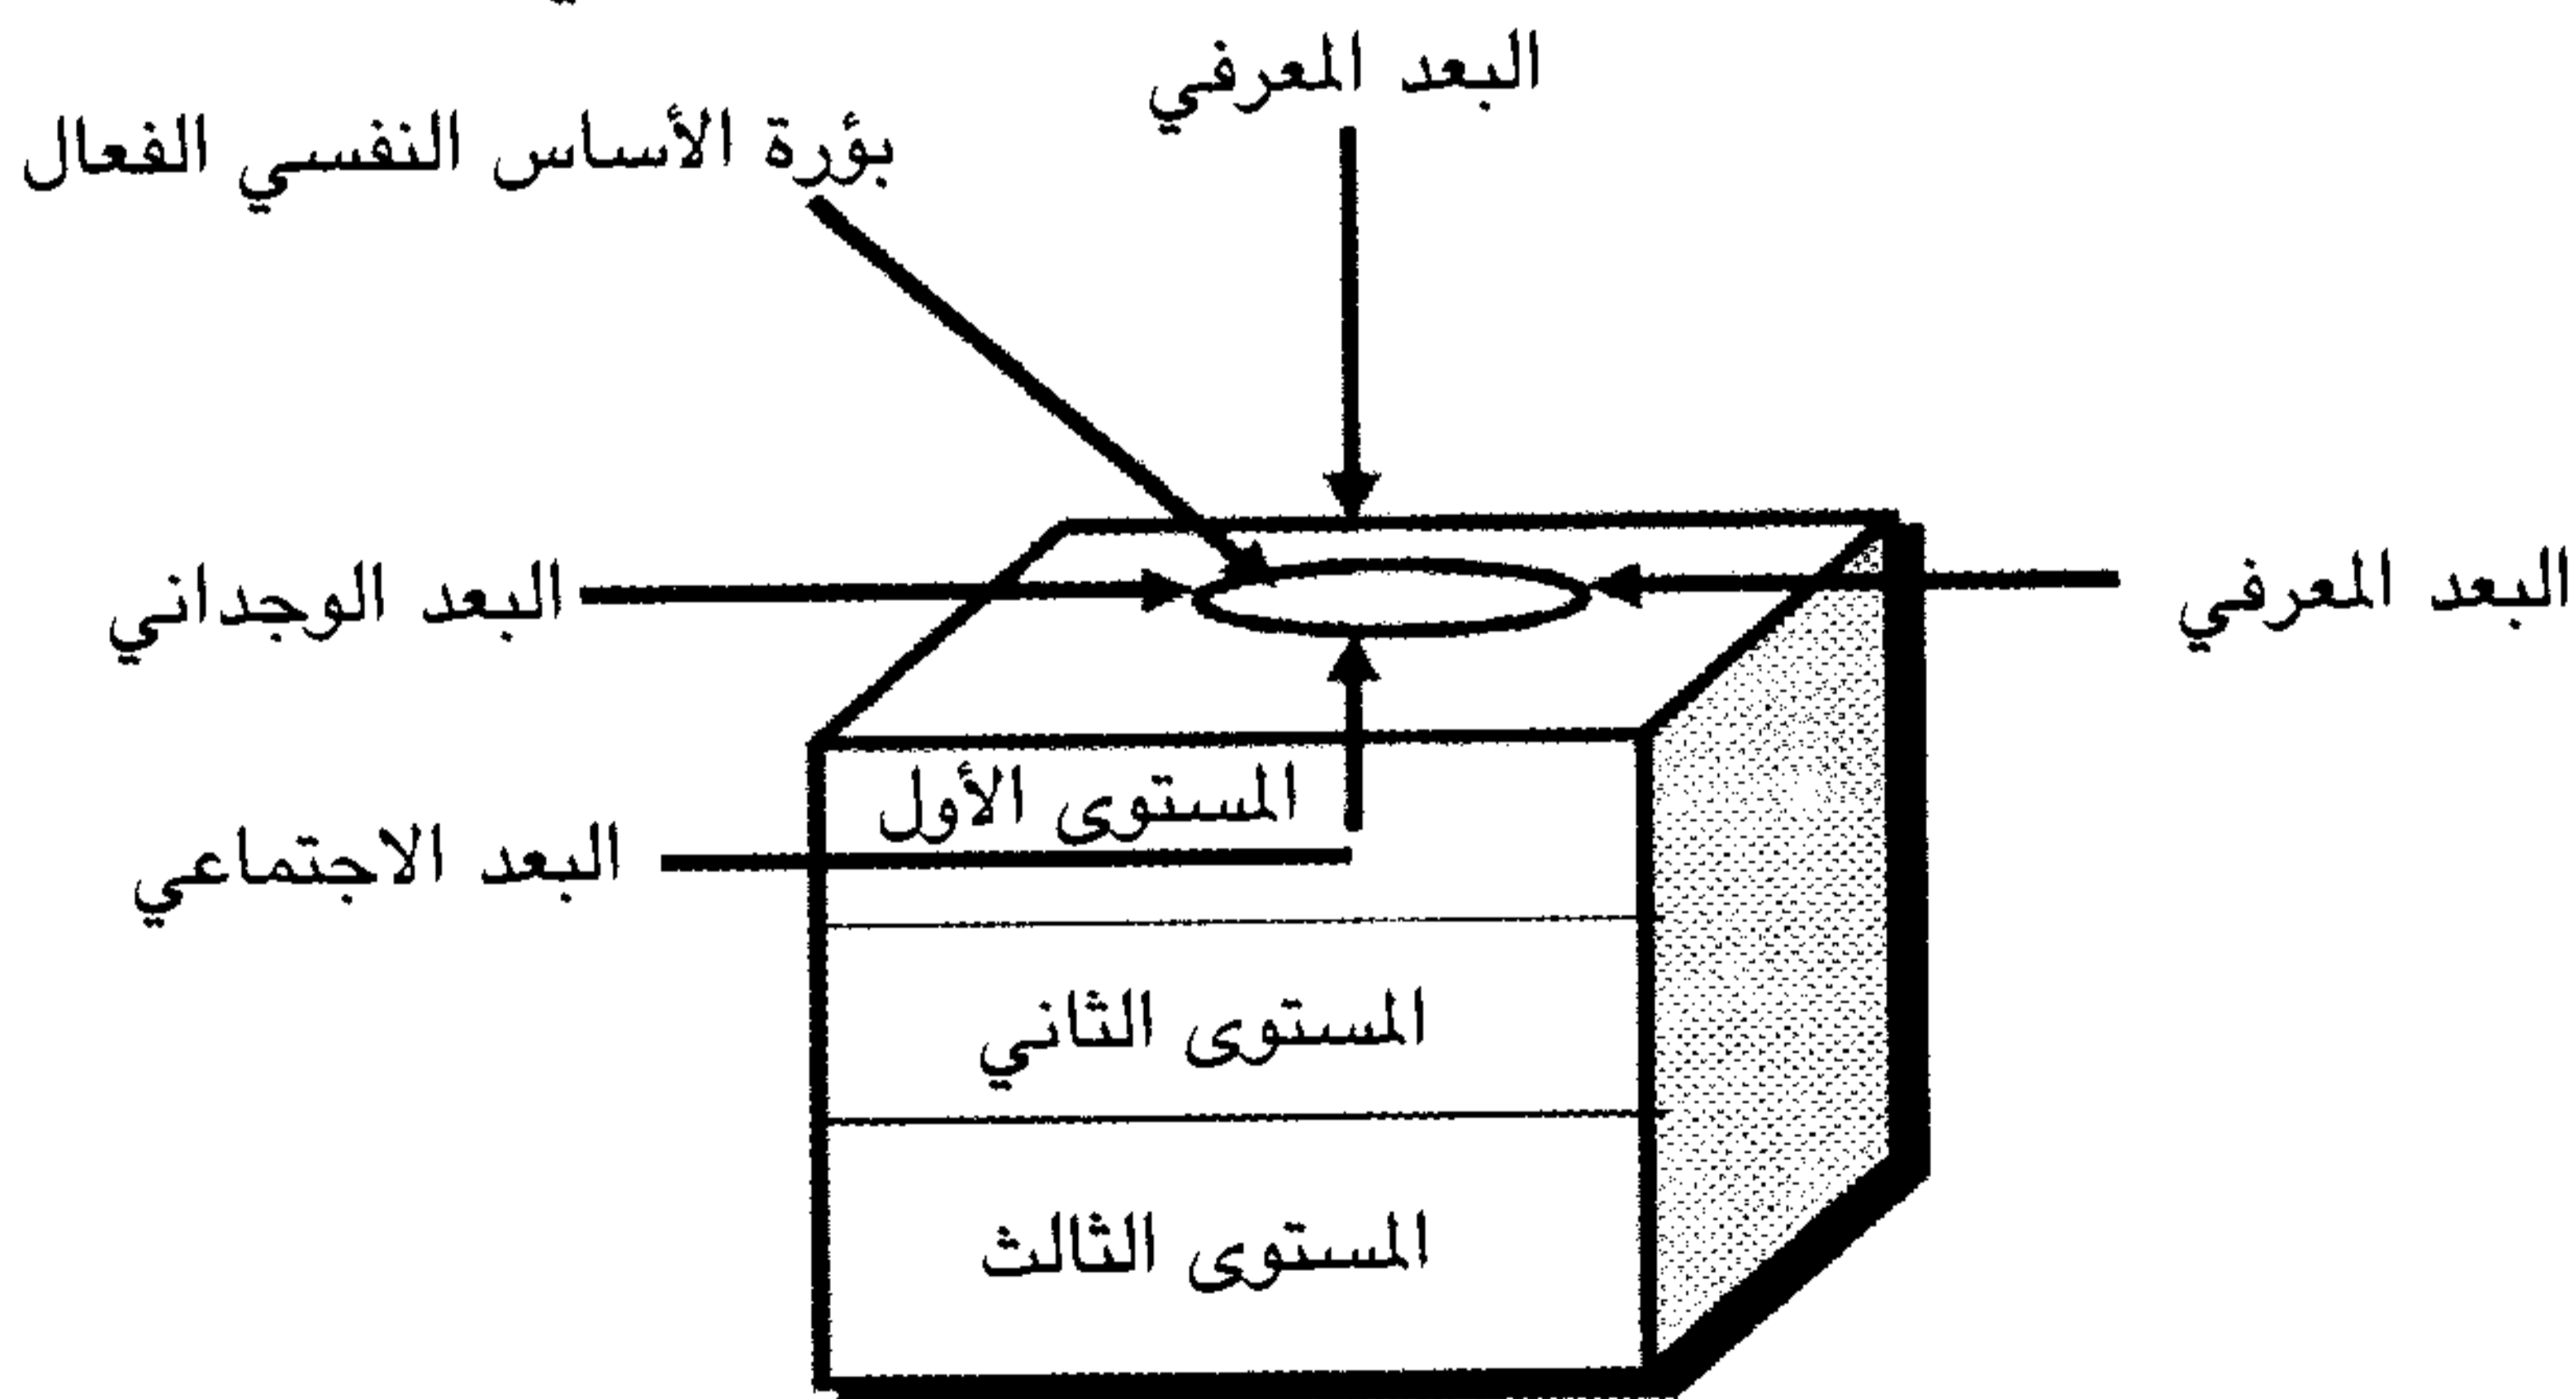 البعد المعرفي
بؤرة الأساس النفسي الفعال
البعد المعرفي
البعد الوجداني
المستوى الأول
البعد الاجتماعي
المستوى الثاني
المستوى الثالث